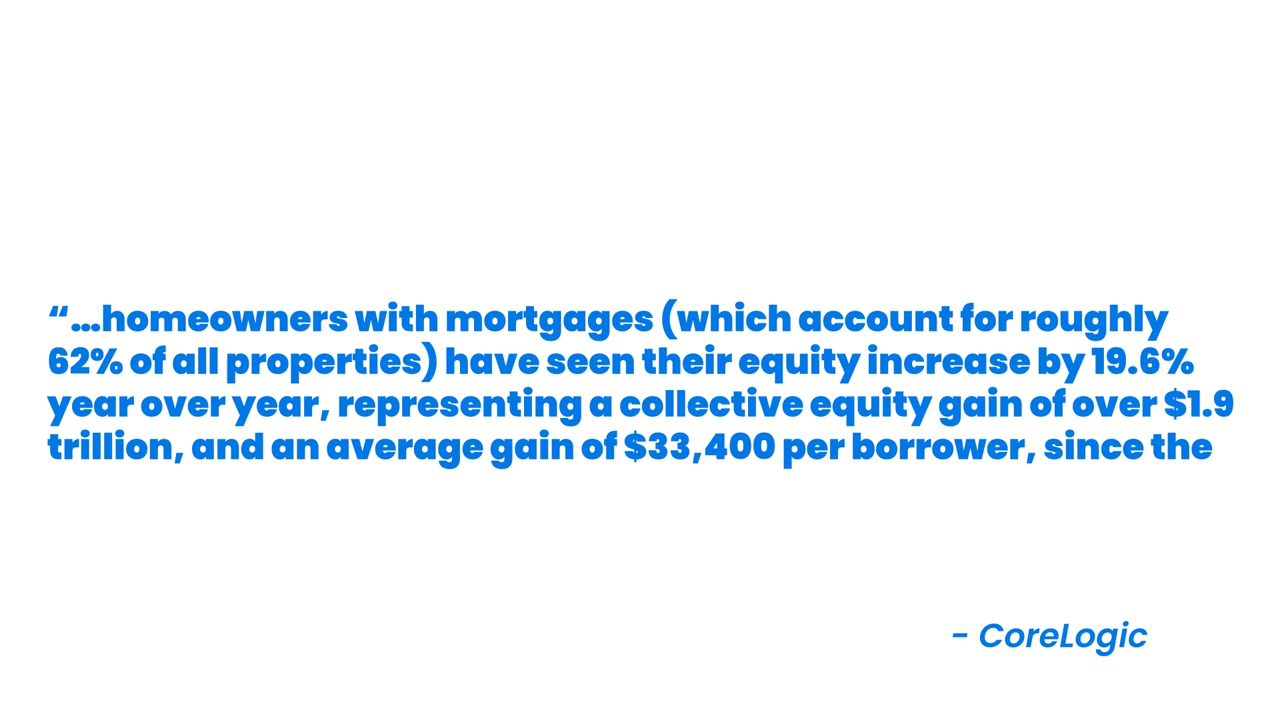 “...homeowners with mortgages (which account for roughly
62% of all properties) have seen their equity increase by 19.6%
year over year, representing a collective equity gain of over $1.9
trillion, and an average gain of $33,400 per borrower, since the
- CoreLogic